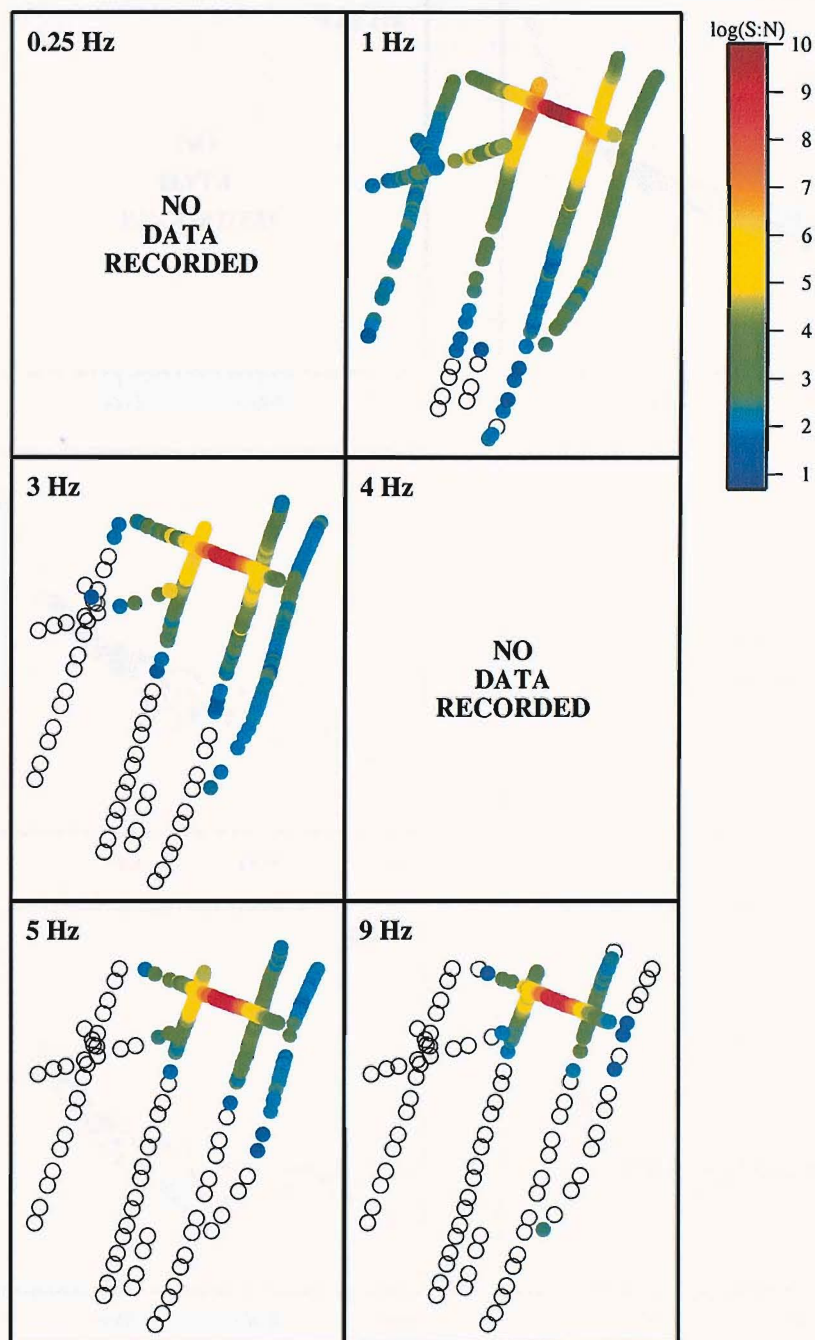 0.25 Hz
NO
DATA
RECORDED
1 Hz
log(S:N)
10
9
8
7
6
5
4
3
2
1
3 Hz
4 Hz
NO
DATA
RECORDED
5 Hz
9 Hz